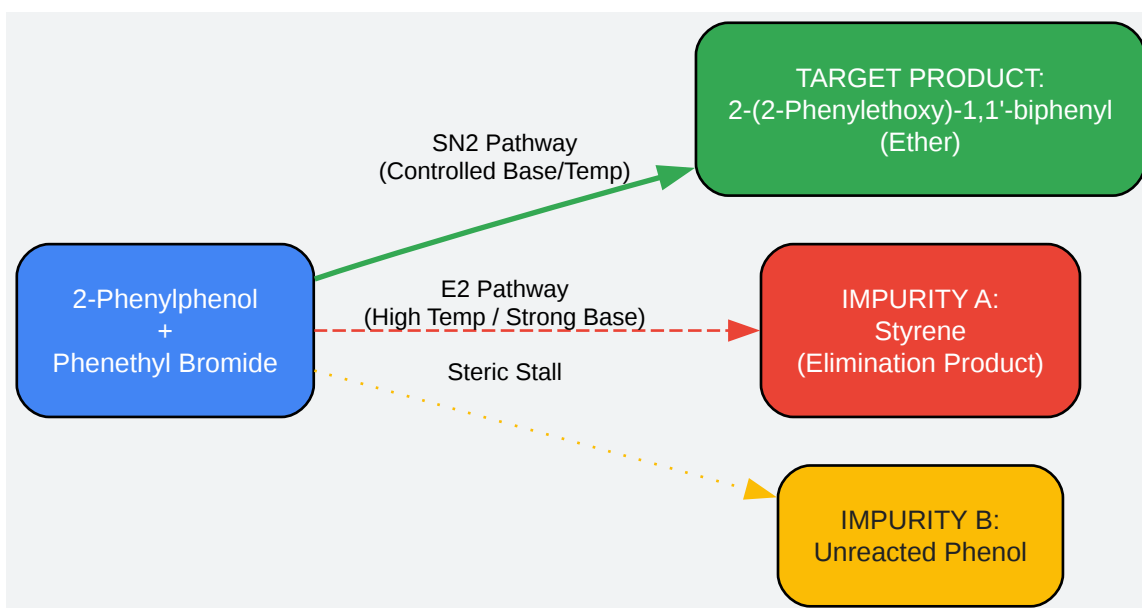 TARGET PRODUCT:
2-(2-Phenylethoxy)-1,1'-biphenyl
(Ether)
SN2 Pathway
(Controlled Base/Temp)
2-Phenylphenol
+
Phenethyl Bromide
E2 Pathway
(High Temp / Strong Base)
IMPURITY A:
Styrene
(Elimination Product)
Steric Stall
IMPURITY B:
Unreacted Phenol